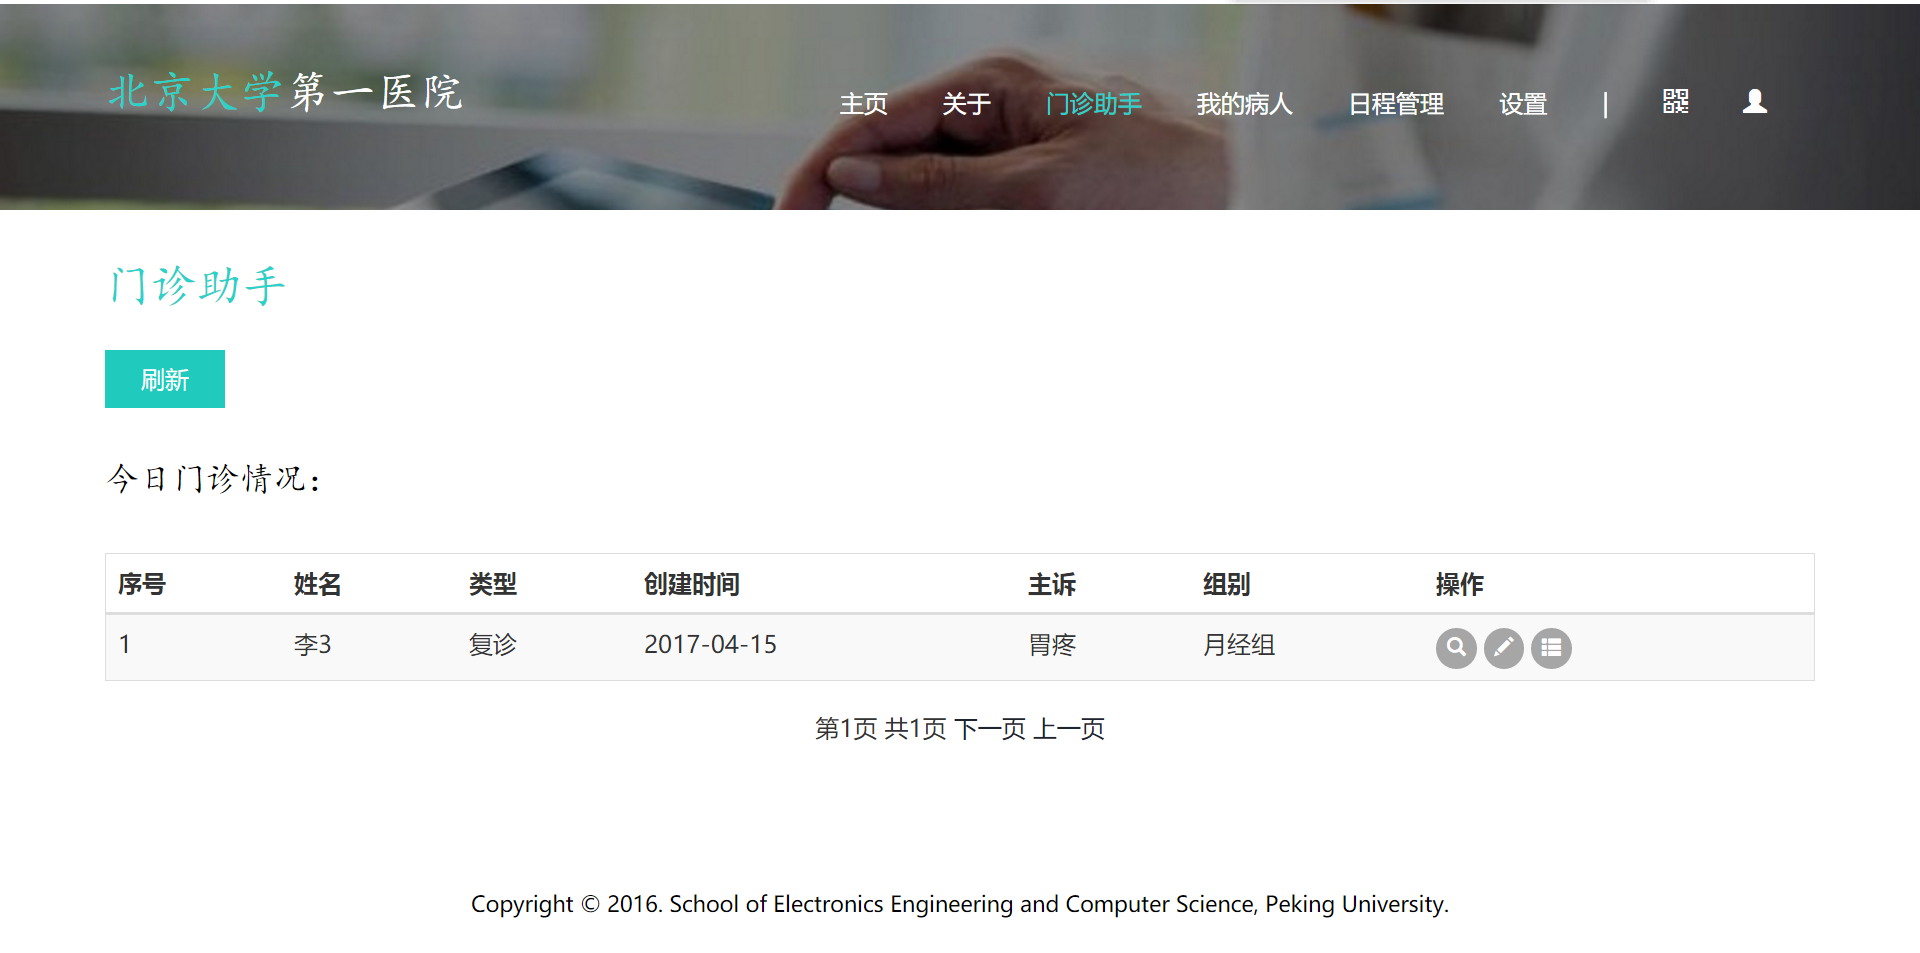 北京大学第一医院
主页 关于 门诊助手 我的病人 日程管理 设置 |
门诊助手
刷新
今日门诊情况：
序号 姓名 类型 创建时间 主诉 组别 操作
1 李3 复诊 2017-04-15 胃疼 月经组
第1页 共1页 下一页 上一页
Copyright © 2016. School of Electronics Engineering and Computer Science, Peking University.